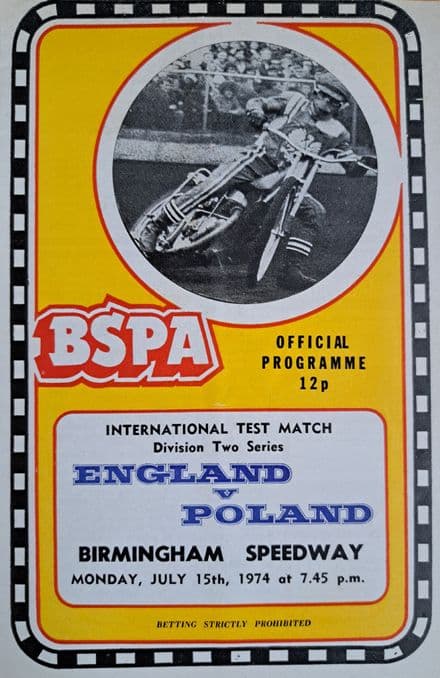 BSPA
OFFICIAL
PROGRAMME
12p
INTERNATIONAL TEST MATCH
Division Two Series
ENGLAND
v
POLAND
BIRMINGHAM SPEEDWAY
MONDAY, JULY 15th, 1974 at 7.45 p.m.
BETTING STRICTLY PROHIBITED